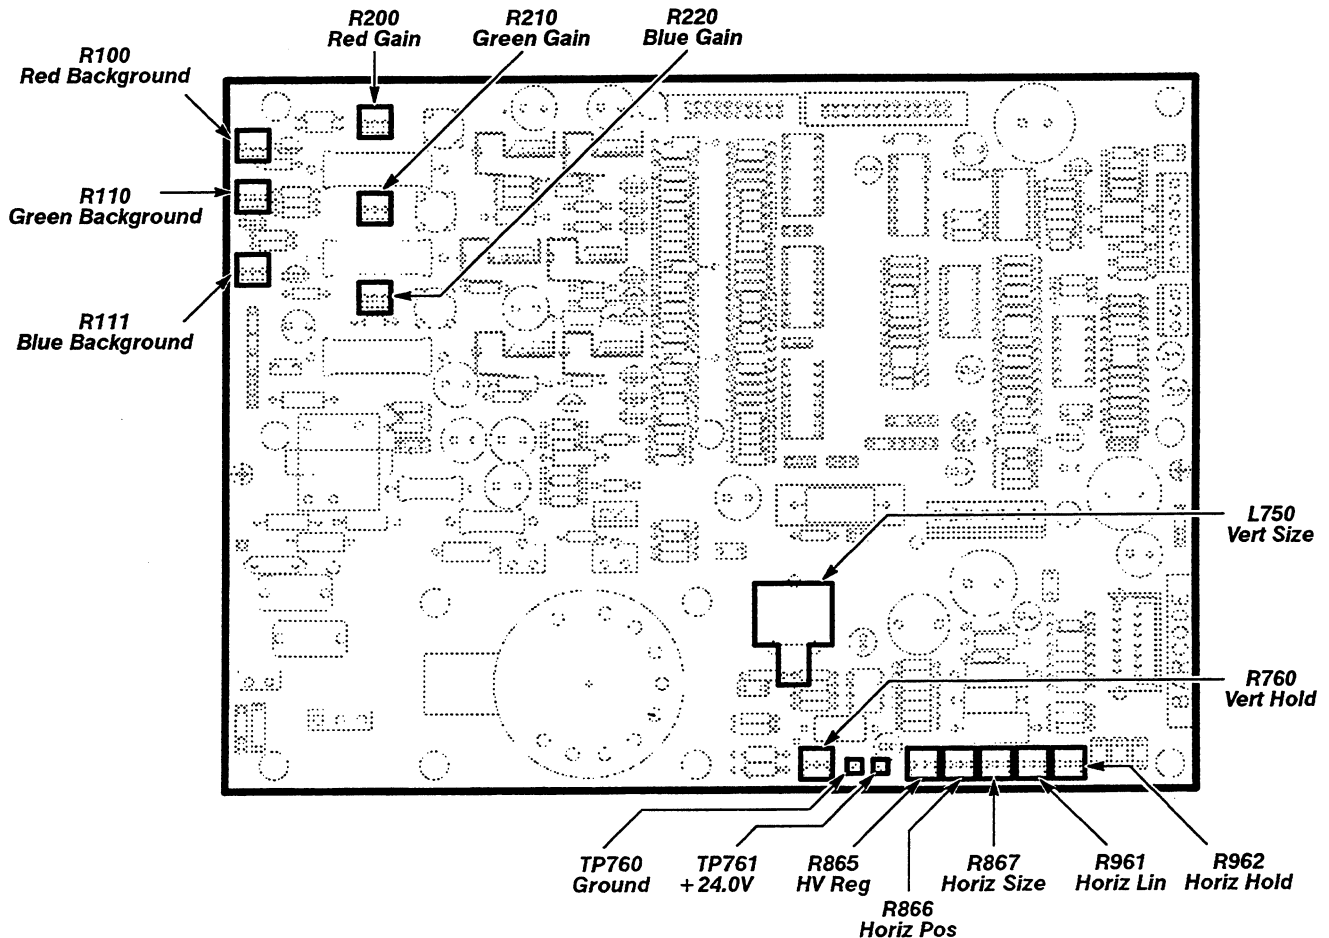 R200
Red Gain
R210
Green Gain
R220
Blue Gain
R100
Red Background
R110
Green Background
R111
Blue Background
L750
Vert Size
R760
Vert Hold
TP760
Ground
TP761
+24.0V
R865
HV Reg
R866
Horiz Pos
R867
Horiz Size
R961
Horiz Lin
R962
Horiz Hold